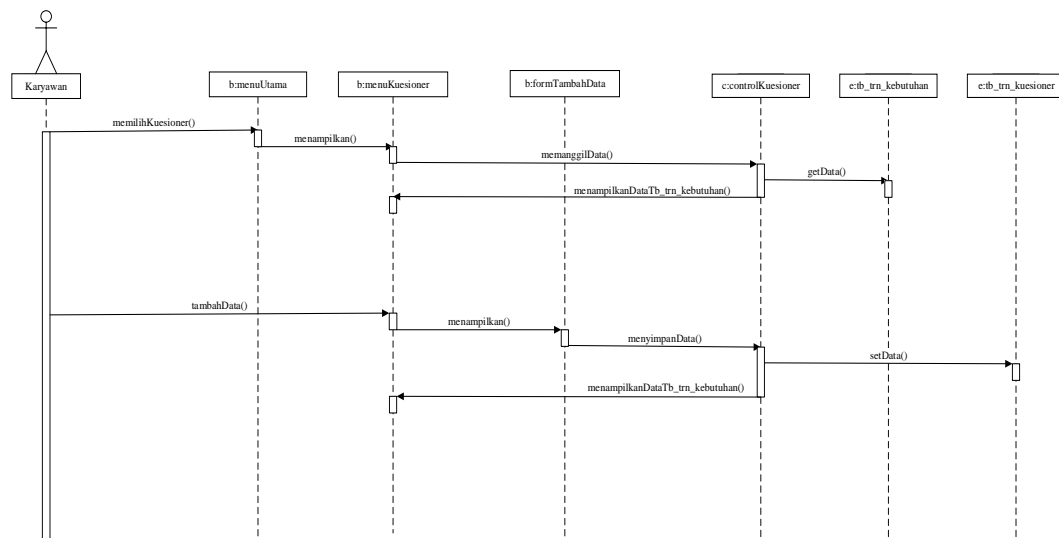 Karyawan
b:menuUtama
b:menuKuesioner
b:formTambahData
c:controlKuesioner
e:tb_trn_kebutuhan
e:tb_trn_kuesioner
memilihKuesioner()
menampilkan()
memanggilData()
getData()
menampilkanDataTb_trn_kebutuhan()
tambahData()
menampilkan()
menyimpanData()
setData()
menampilkanDataTb_trn_kebutuhan()